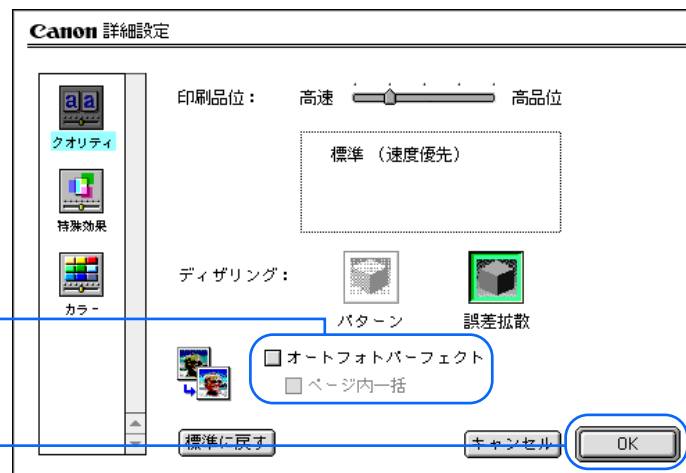 Canon 詳細設定
クオリティ
特殊効果
カラー
印刷品位： 高速 高品位
標準 （速度優先）
ディザリング：
パターン 誤差拡散
オートフォトパーフェクト
ページ内一括
標準に戻す キャンセル OK